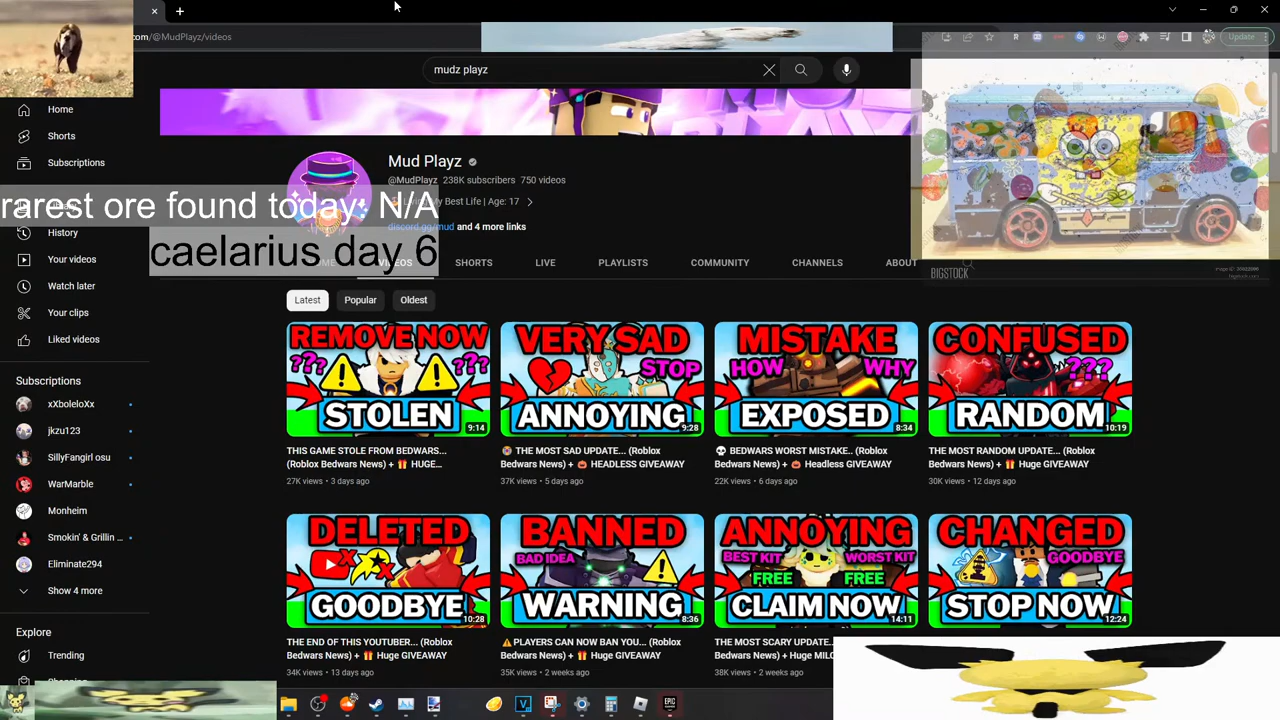 om/@MudPlayz/videos
Update
mudz playz
Home
Shorts
Subscriptions
History
Your videos
Watch later
Your clips
Liked videos
Subscriptions
xXboleloXx
jkzu123
SillyFangirl osu
WarMarble
Monheim
Smokin' & Grillin ...
Eliminate294
Show 4 more
Explore
Trending
Mud Playz
@MudPlayz 238K subscribers 750 videos
My Best Life | Age: 17
discord.gg/mud and 4 more links
rarest ore found today: N/A
caelarius day 6
SHORTS LIVE PLAYLISTS COMMUNITY CHANNELS ABOUT
BIGSTOCK
Latest Popular Oldest
REMOVE NOW
???
???
STOLEN
9:14
THIS GAME STOLE FROM BEDWARS...
(Roblox Bedwars News) + 🎁 HUGE...
27K views • 3 days ago
VERY SAD
STOP
ANNOYING
9:28
THE MOST SAD UPDATE... (Roblox
Bedwars News) + 🎃 HEADLESS GIVEAWAY
37K views • 5 days ago
MISTAKE
HOW
WHY
EXPOSED
8:34
💀 BEDWARS WORST MISTAKE.. (Roblox
Bedwars News) + 🎃 Headless GIVEAWAY
22K views • 6 days ago
CONFUSED
???
RANDOM
10:19
THE MOST RANDOM UPDATE... (Roblox
Bedwars News) + 🎁 Huge GIVEAWAY
30K views • 12 days ago
DELETED
GOODBYE
10:28
THE END OF THIS YOUTUBER... (Roblox
Bedwars News) + 🎁 Huge GIVEAWAY
34K views • 13 days ago
BANNED
BAD IDEA
WARNING
8:36
⚠️PLAYERS CAN NOW BAN YOU... (Roblox
Bedwars News) + 🎁 Huge GIVEAWAY
35K views • 2 weeks ago
ANNOYING
BEST KIT
WORST KIT
FREE
FREE
CLAIM NOW
14:11
THE MOST SCARY UPDATE...
Bedwars News) + Huge
38K views • 2 weeks ago
CHANGED
GOODBYE
STOP NOW
12:24
EPIC